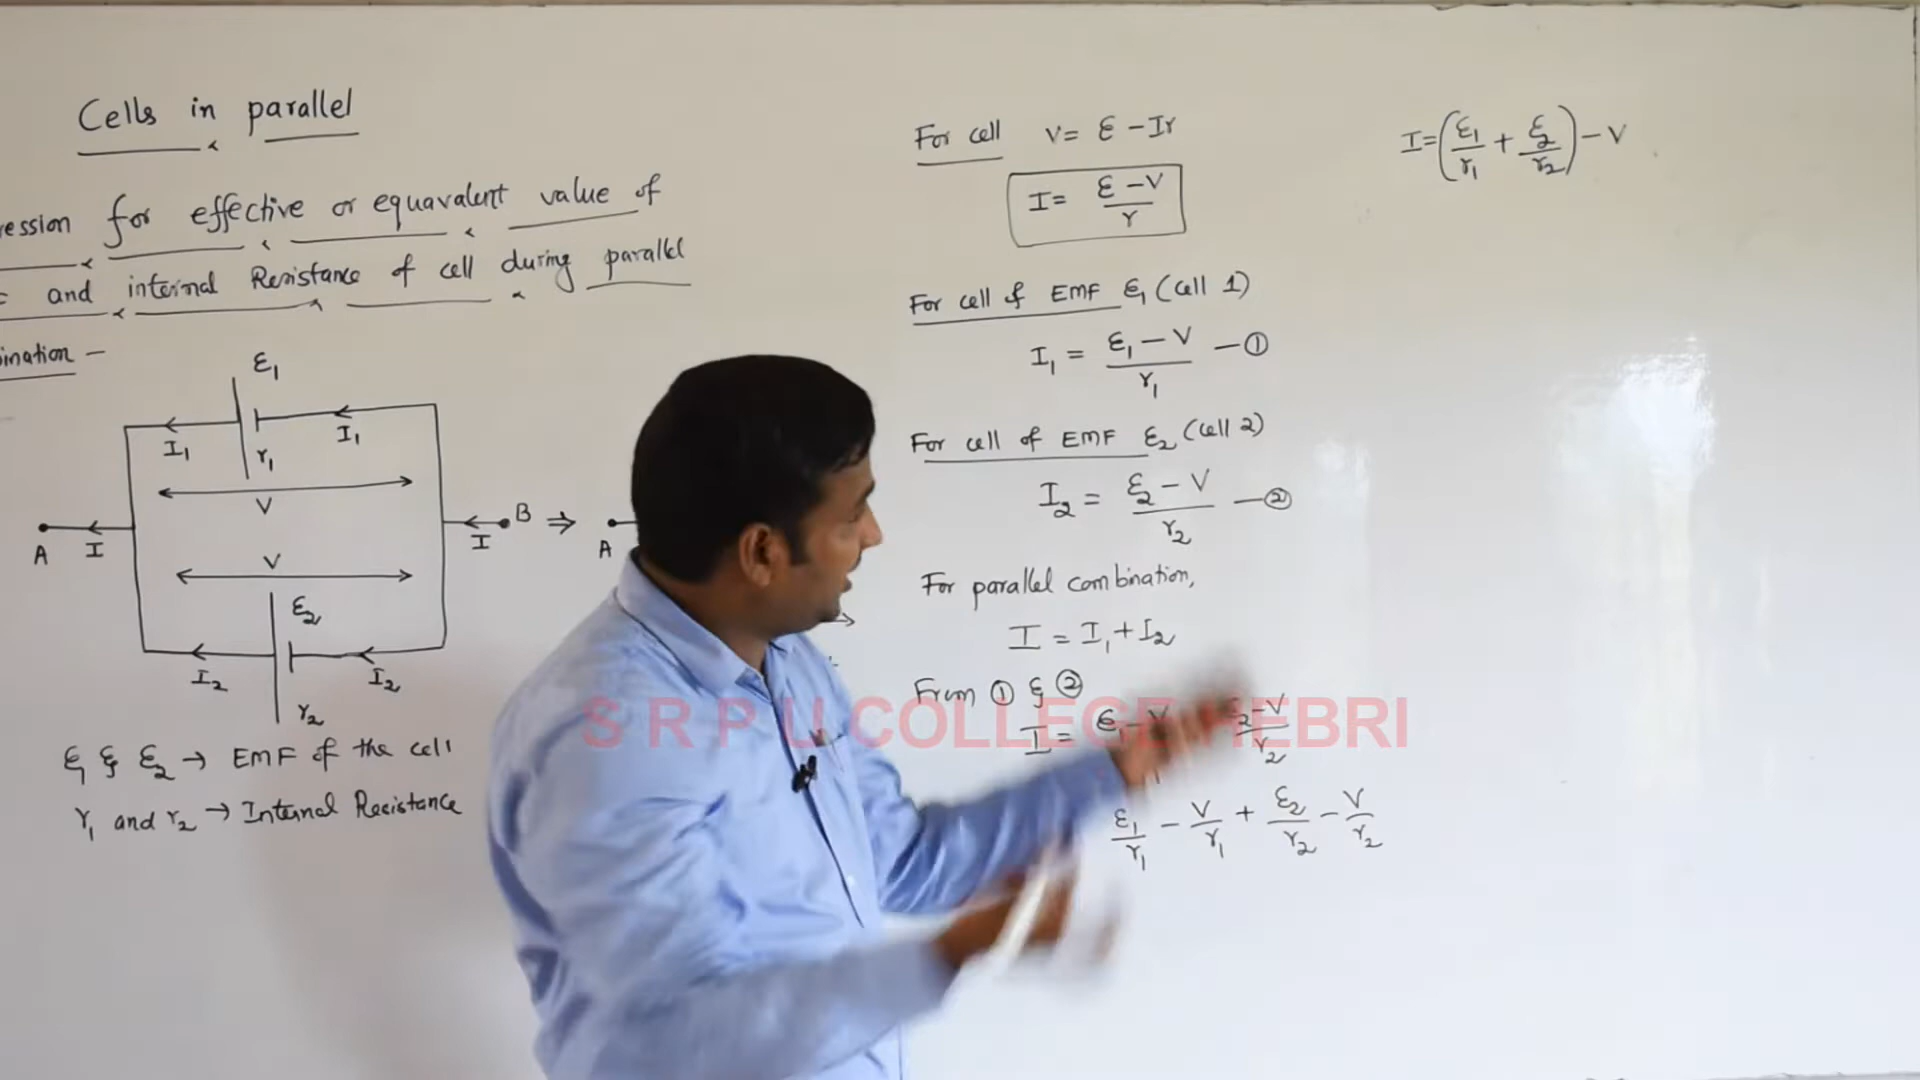 Cells in parallel
for effective or equavalent value of
and internal Resistance of cell during parallel
ε₁
I₁ I₁
r₁
V
A I I B ⇒ A
V
ε₂
I₂ I₂
r₂
ε₁ & ε₂ → EMF of the cell
r₁ and r₂ → Internal Resistance
For cell V = ε - Ir
I = (ε - V)/r
For cell of EMF ε₁ (cell 1)
I₁ = (ε₁ - V)/r₁ — ①
For cell of EMF ε₂ (cell 2)
I₂ = (ε₂ - V)/r₂ — ②
For parallel combination,
I = I₁ + I₂
From ① & ②
I = ε₁ - V ε₂ - V/r₂
ε₁/r₁ - V/r₁ + ε₂/r₂ - V/r₂
I = (ε₁/r₁ + ε₂/r₂) - V
S R P U COLLEGE HEBRI